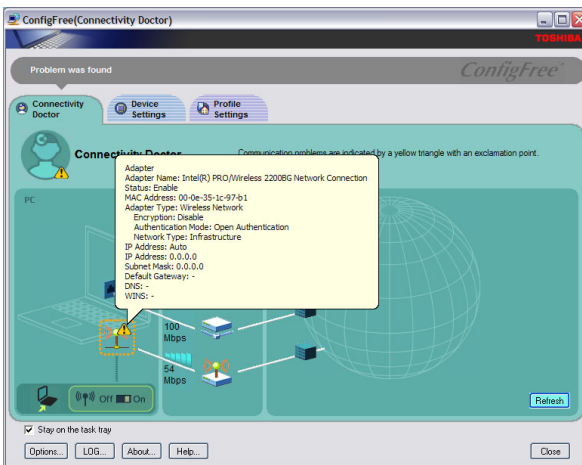 ConfigFree(Connectivity Doctor)
TOSHIBA
Problem was found
ConfigFree
Connectivity
Doctor
Device
Settings
Profile
Settings
Connectivity Doctor
Communication problems are indicated by a yellow triangle with an exclamation point.
PC
Adapter
Adapter Name: Intel(R) PRO/Wireless 2200BG Network Connection
Status: Enable
MAC Address: 00-0e-35-1c-97-b1
Adapter Type: Wireless Network
Encryption: Disable
Authentication Mode: Open Authentication
Network Type: Infrastructure
IP Address: Auto
IP Address: 0.0.0.0
Subnet Mask: 0.0.0.0
Default Gateway: -
DNS: -
WINS: -
100
Mbps
54
Mbps
Off On
Refresh
Stay on the task tray
Options... LOG... About... Help... Close